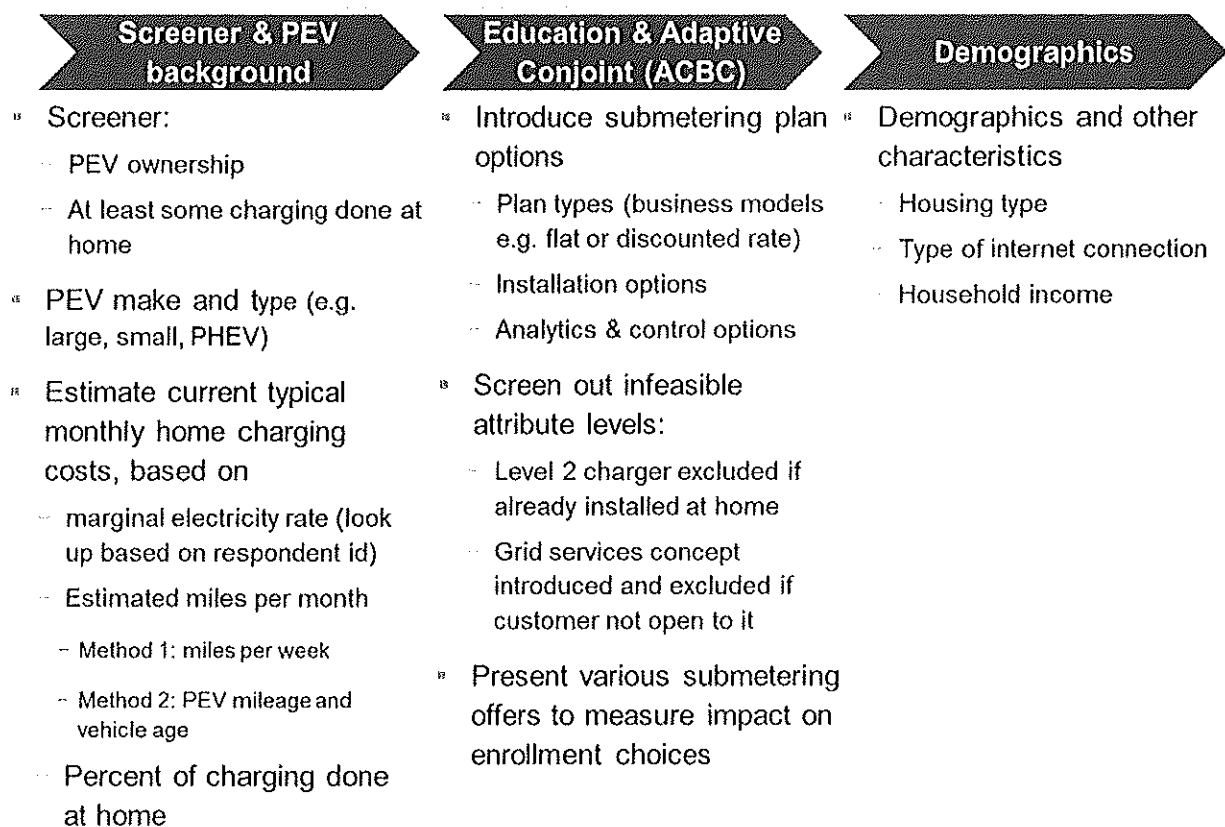 Screener & PEV
background
Screener:
PEV ownership
- At least some charging done at
home
PEV make and type (e.g.
large, small, PHEV)
Estimate current typical
monthly home charging
costs, based on
- marginal electricity rate (look
up based on respondent id)
- Estimated miles per month
- Method 1: miles per week
- Method 2: PEV mileage and
vehicle age
Percent of charging done
at home
Education & Adaptive
Conjoint (ACBC)
Introduce submetering plan
options
- Plan types (business models
e.g. flat or discounted rate)
- Installation options
- Analytics & control options
Screen out infeasible
attribute levels:
- Level 2 charger excluded if
already installed at home
Grid services concept
introduced and excluded if
customer not open to it
Present various submetering
offers to measure impact on
enrollment choices
Demographics
Demographics and other
characteristics
Housing type
- Type of internet connection
Household income